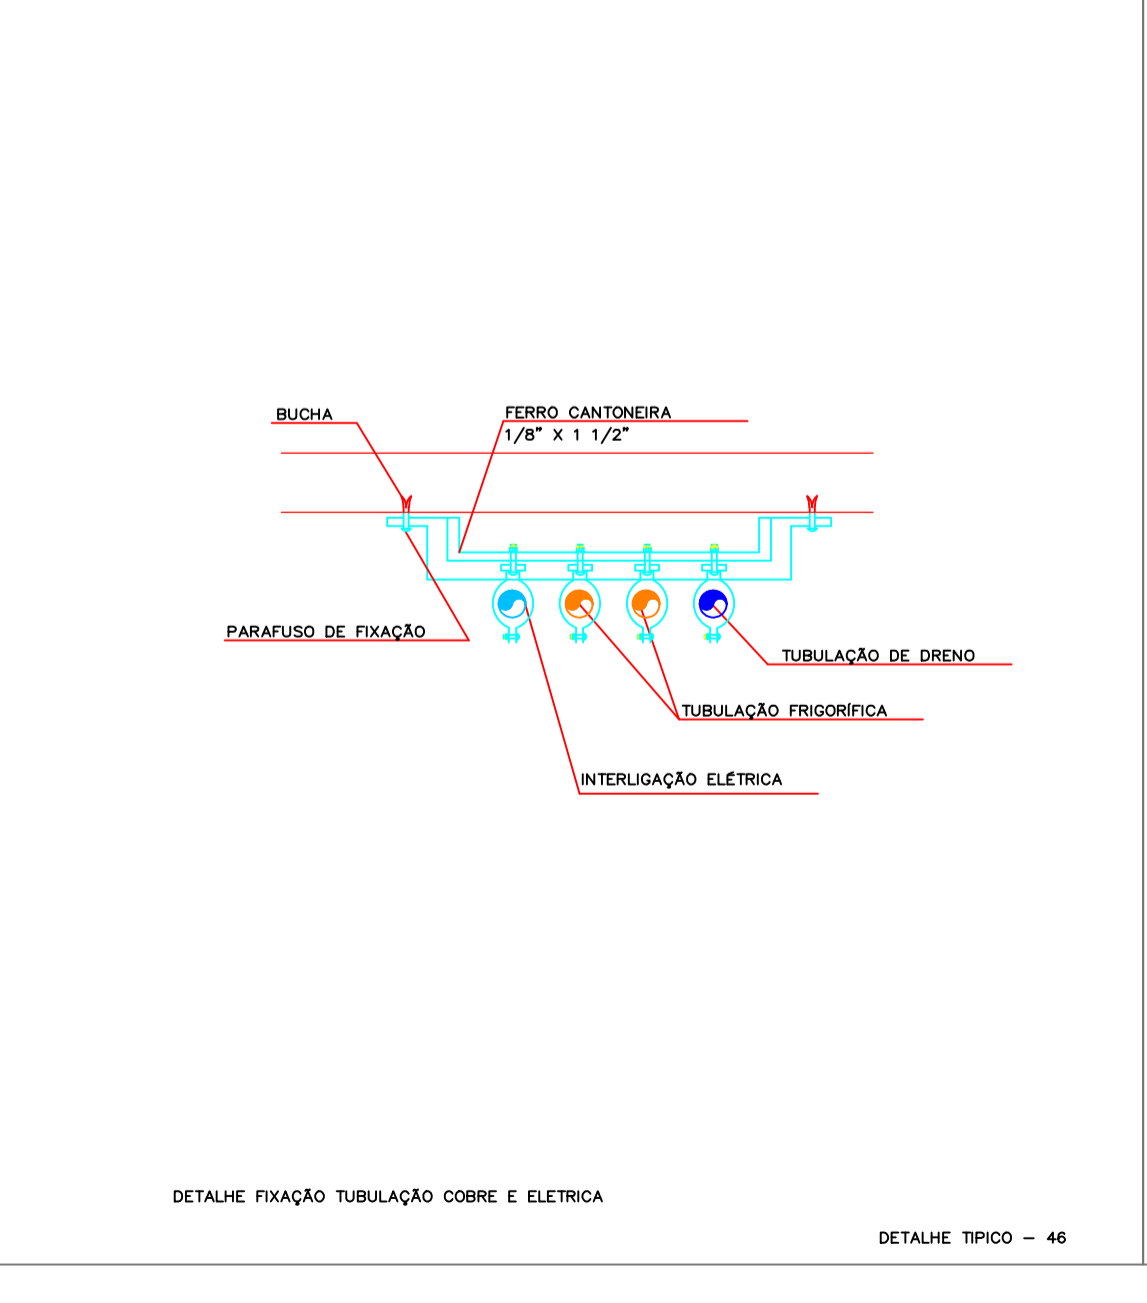 BUCHA
FERRO CANTONEIRA
1/8" X 1 1/2"
PARAFUSO DE FIXAÇÃO
TUBULAÇÃO DE DRENO
TUBULAÇÃO FRIGORÍFICA
INTERLIGAÇÃO ELÉTRICA
DETALHE FIXAÇÃO TUBULAÇÃO COBRE E ELETRICA
DETALHE TIPICO – 46